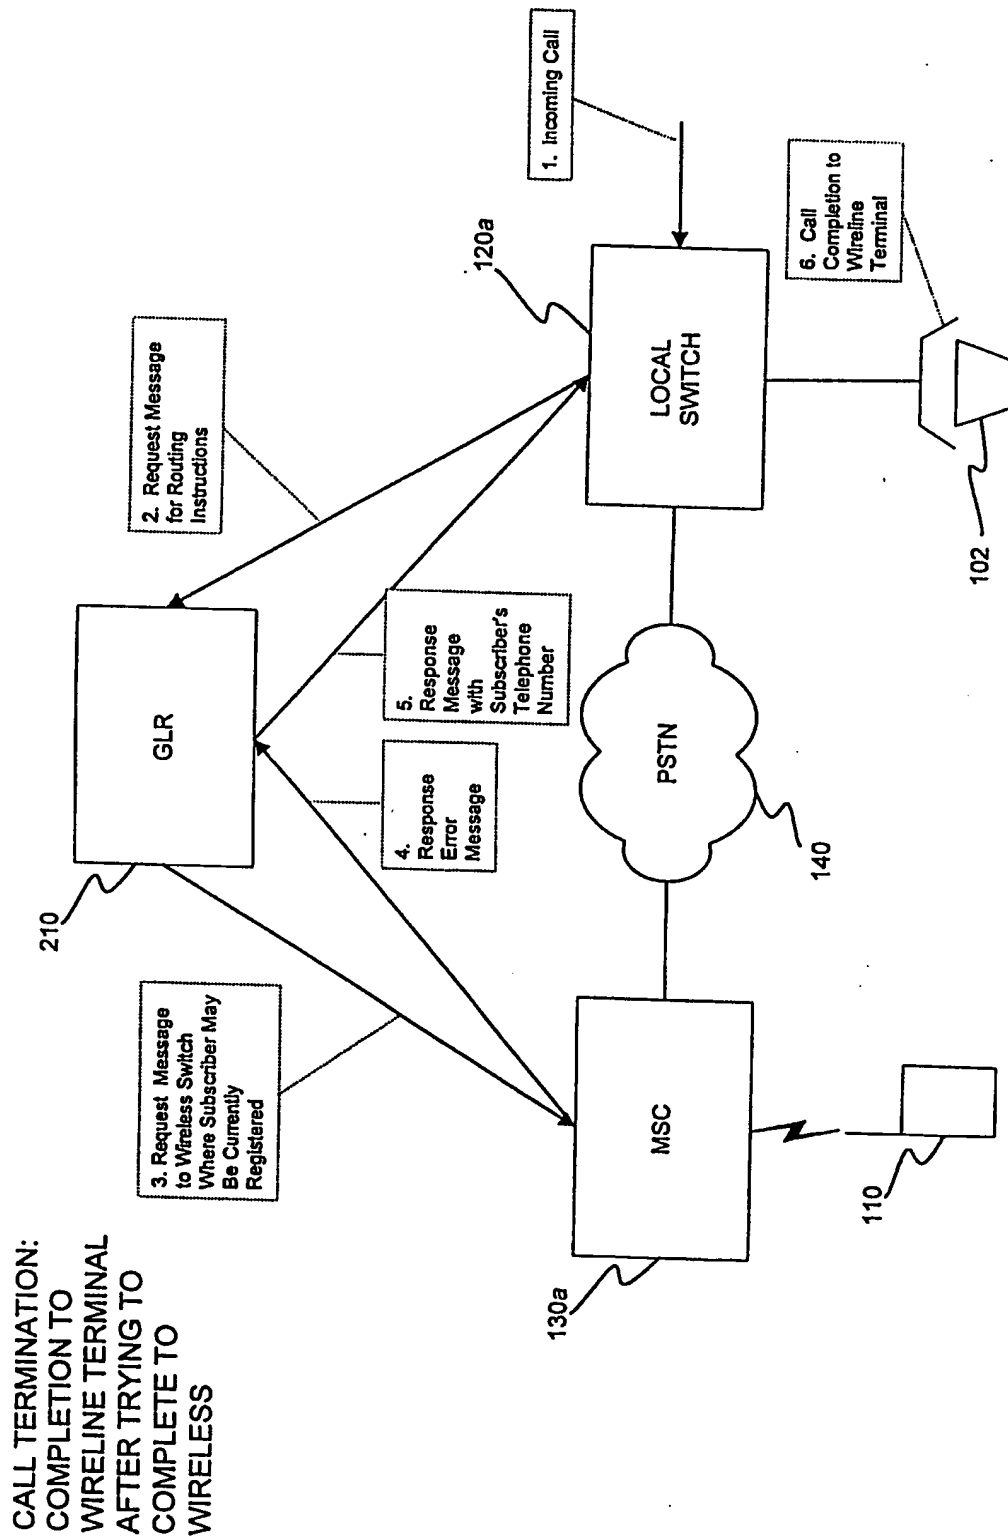 CALL TERMINATION:
COMPLETION TO
WIRELINE TERMINAL
AFTER TRYING TO
COMPLETE TO
WIRELESS
3. Request Message
to Wireless Switch
Where Subscriber May
Be Currently
Registered
2. Request Message
for Routing
Instructions
210
GLR
4.
Response
Error
Message
5.
Response
Message
with
Subscriber's
Telephone
Number
120a
1. Incoming Call
130a
MSC
PSTN
140
LOCAL
SWITCH
6. Call
Completion to
Wireline
Terminal
110
102